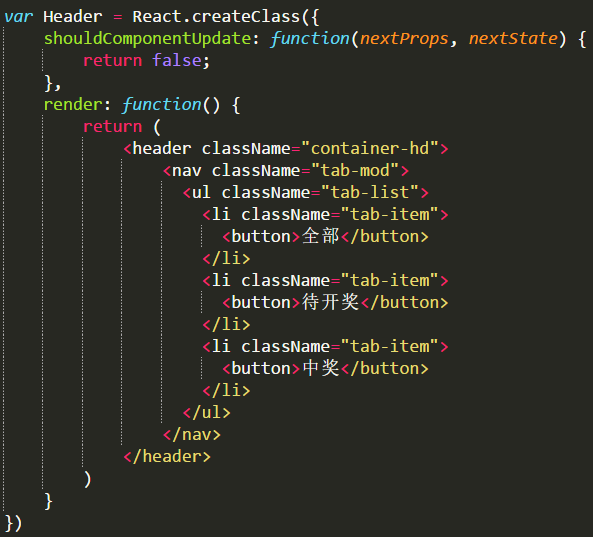 var Header = React.createClass({
    shouldComponentUpdate: function(nextProps, nextState) {
        return false;
    },
    render: function() {
        return (
            <header className="container-hd">
                <nav className="tab-mod">
                  <ul className="tab-list">
                    <li className="tab-item">
                      <button>全部</button>
                    </li>
                    <li className="tab-item">
                      <button>待开奖</button>
                    </li>
                    <li className="tab-item">
                      <button>中奖</button>
                    </li>
                  </ul>
                </nav>
            </header>
        )
    }
})